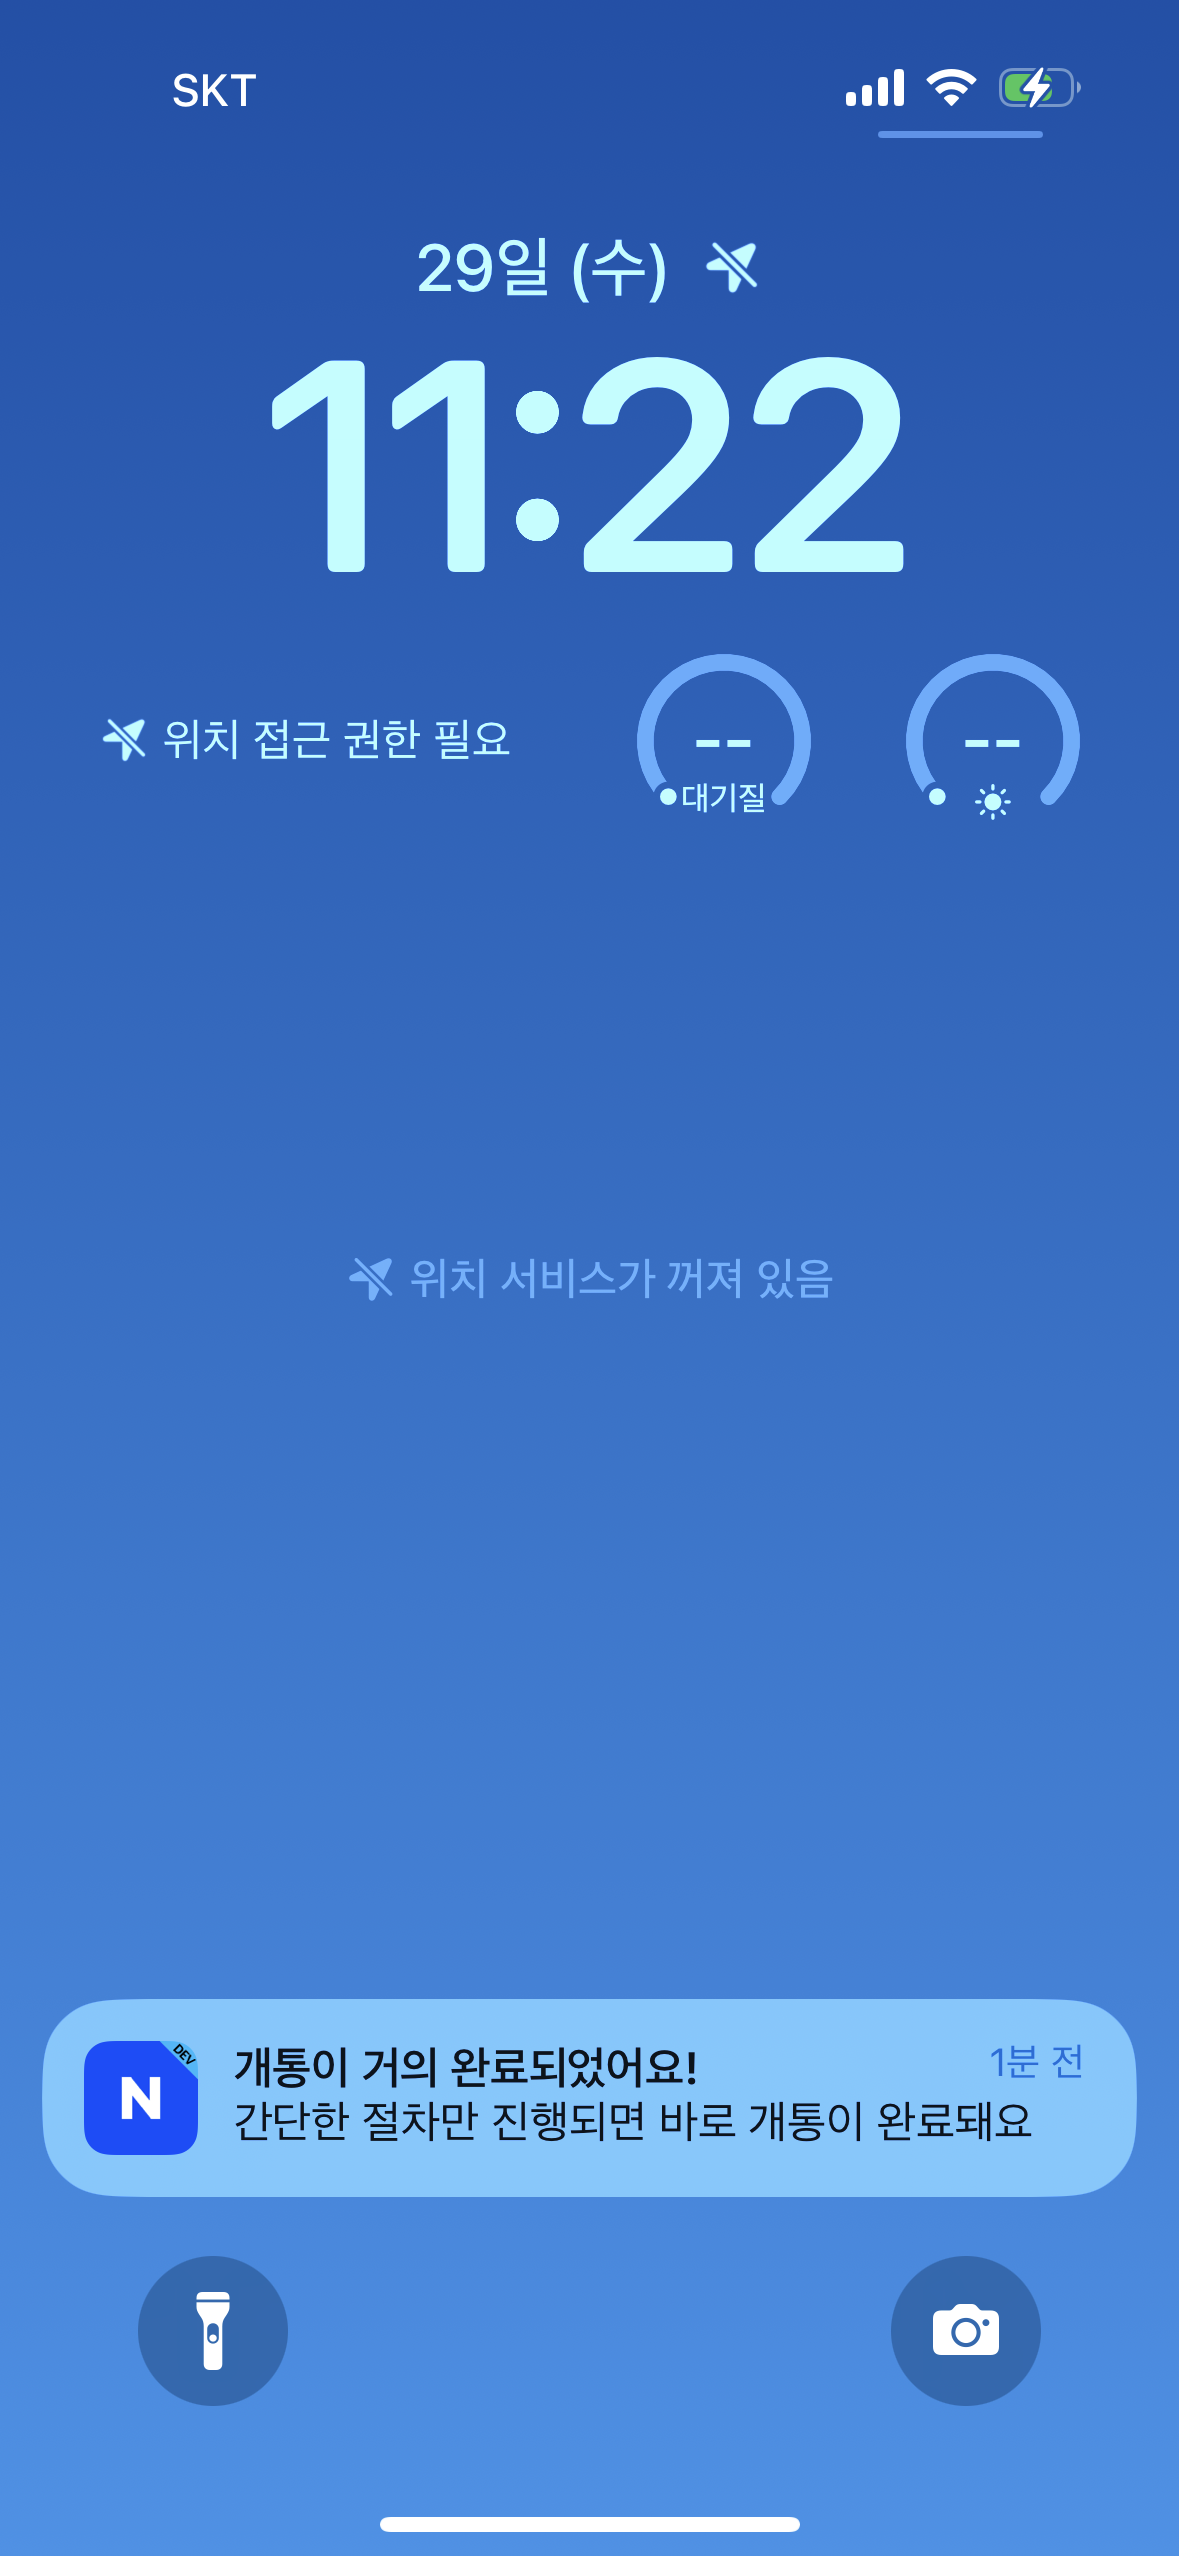 SKT
29일 (수)
11:22
위치 접근 권한 필요
--
대기질
--
위치 서비스가 꺼져 있음
N
DEV
개통이 거의 완료되었어요!
1분 전
간단한 절차만 진행되면 바로 개통이 완료돼요